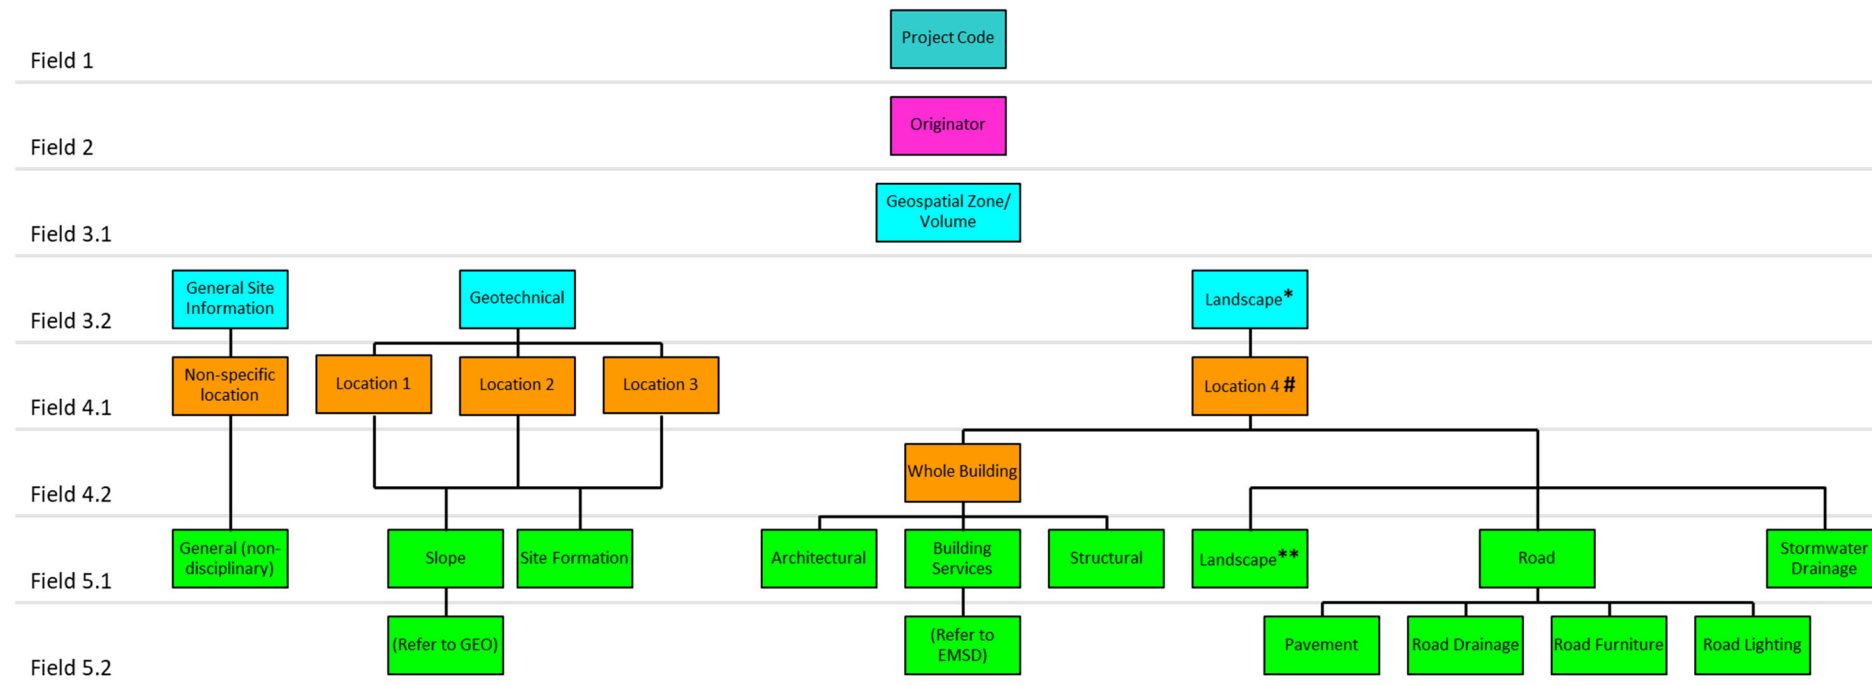 Project Code
Field 1
Originator
Field 2
Geospatial Zone/
Volume
Field 3.1
General Site
Information
Geotechnical
Landscape*
Field 3.2
Non-specific
location
Location 1
Location 2
Location 3
Location 4 #
Field 4.1
Whole Building
Field 4.2
General (non-
disciplinary)
Slope
Site Formation
Architectural
Building
Services
Structural
Landscape**
Road
Stormwater
Drainage
Field 5.1
(Refer to GEO)
(Refer to
EMSD)
Pavement
Road Drainage
Road Furniture
Road Lighting
Field 5.2